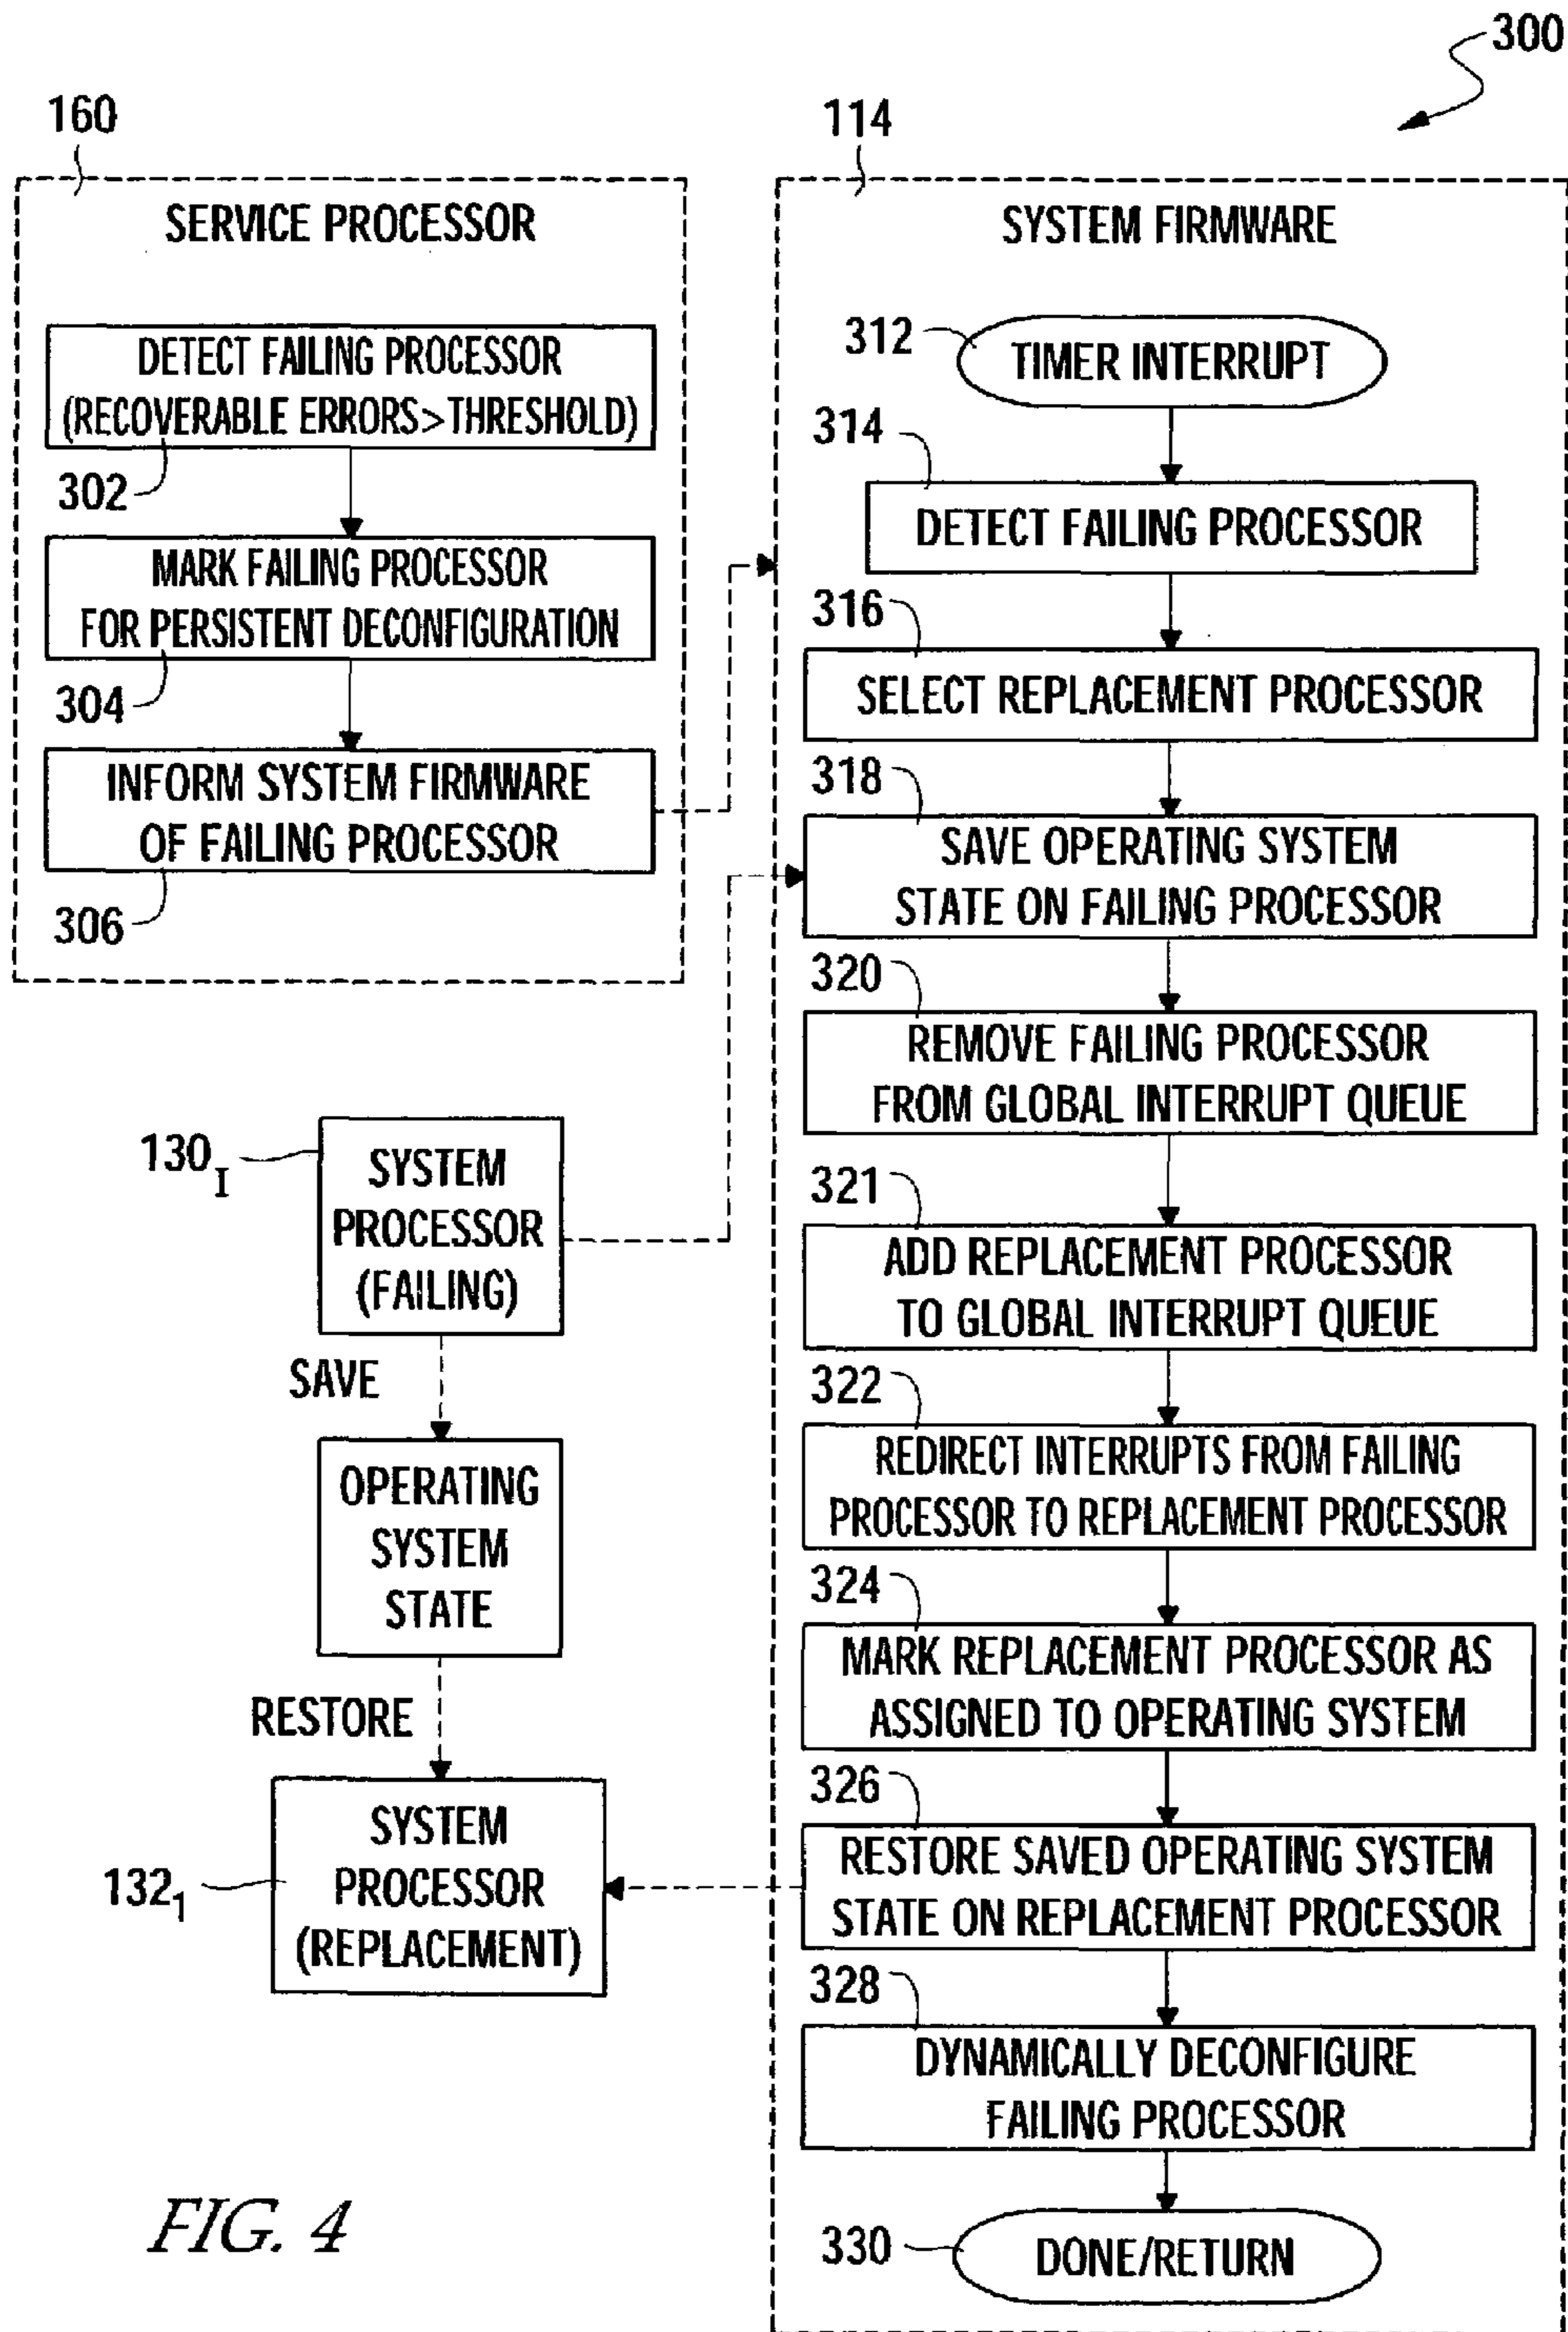 300
160
SERVICE PROCESSOR
DETECT FAILING PROCESSOR
(RECOVERABLE ERRORS>THRESHOLD)
302
MARK FAILING PROCESSOR
FOR PERSISTENT DECONFIGURATION
304
INFORM SYSTEM FIRMWARE
OF FAILING PROCESSOR
306
130I
SYSTEM
PROCESSOR
(FAILING)
SAVE
OPERATING
SYSTEM
STATE
RESTORE
SYSTEM
PROCESSOR
(REPLACEMENT)
1321
114
SYSTEM FIRMWARE
312
TIMER INTERRUPT
314
DETECT FAILING PROCESSOR
316
SELECT REPLACEMENT PROCESSOR
318
SAVE OPERATING SYSTEM
STATE ON FAILING PROCESSOR
320
REMOVE FAILING PROCESSOR
FROM GLOBAL INTERRUPT QUEUE
321
ADD REPLACEMENT PROCESSOR
TO GLOBAL INTERRUPT QUEUE
322
REDIRECT INTERRUPTS FROM FAILING
PROCESSOR TO REPLACEMENT PROCESSOR
324
MARK REPLACEMENT PROCESSOR AS
ASSIGNED TO OPERATING SYSTEM
326
RESTORE SAVED OPERATING SYSTEM
STATE ON REPLACEMENT PROCESSOR
328
DYNAMICALLY DECONFIGURE
FAILING PROCESSOR
330
DONE/RETURN
FIG. 4